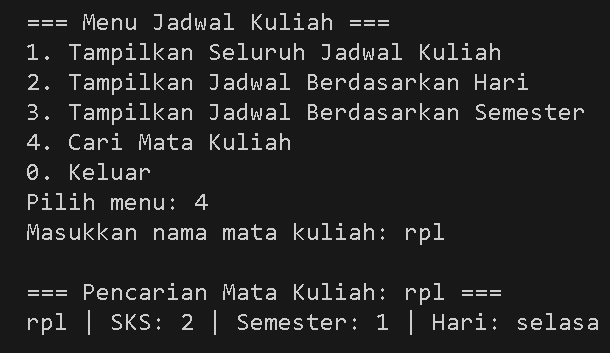 === Menu Jadwal Kuliah ===
1. Tampilkan Seluruh Jadwal Kuliah
2. Tampilkan Jadwal Berdasarkan Hari
3. Tampilkan Jadwal Berdasarkan Semester
4. Cari Mata Kuliah
0. Keluar
Pilih menu: 4
Masukkan nama mata kuliah: rpl
=== Pencarian Mata Kuliah: rpl ===
rpl | SKS: 2 | Semester: 1 | Hari: selasa